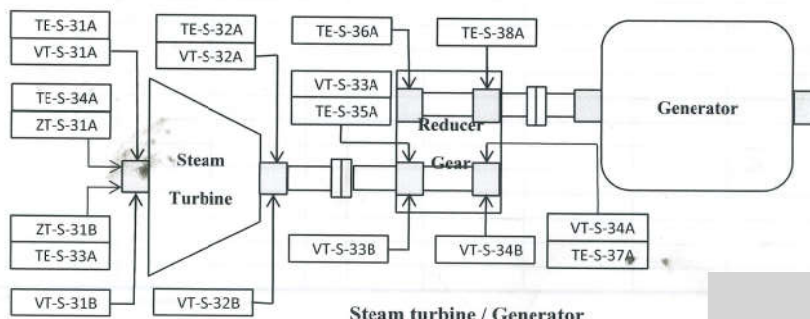 TE-S-31A
VT-S-31A
TE-S-32A
VT-S-32A
TE-S-36A
TE-S-38A
TE-S-34A
ZT-S-31A
VT-S-33A
TE-S-35A
Steam
Turbine
Reducer
Gear
Generator
ZT-S-31B
TE-S-33A
VT-S-31B
VT-S-32B
VT-S-33B
VT-S-34B
VT-S-34A
TE-S-37A
Steam turbine / Generator